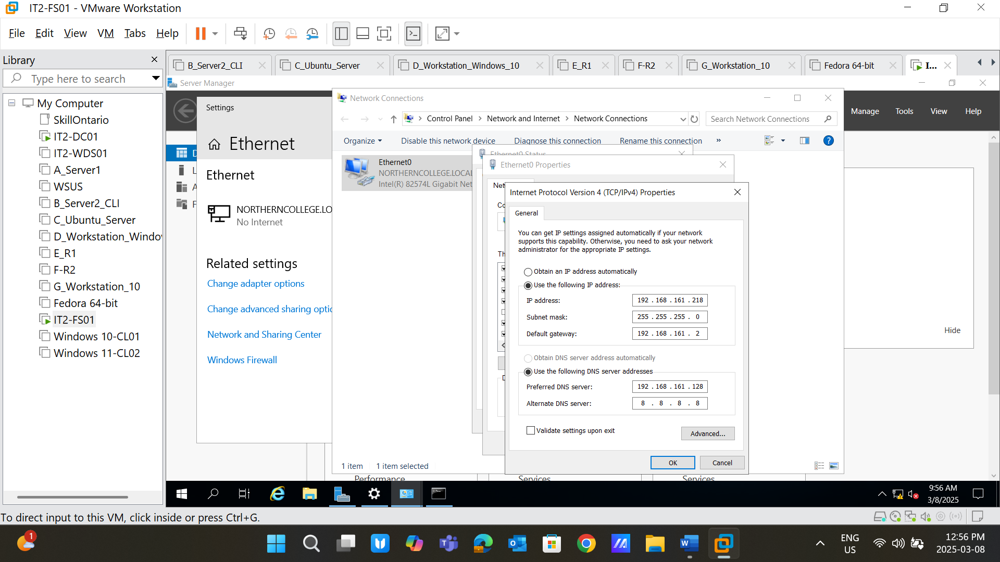 IT2-FS01 - VMware Workstation
File Edit View VM Tabs Help
Library
Type here to search
My Computer
SkillOntario
IT2-DC01
IT2-WDS01
A_Server1
WSUS
B_Server2_CLI
C_Ubuntu_Server
D_Workstation_Windo
E_R1
F-R2
G_Workstation_10
Fedora 64-bit
IT2-FS01
Windows 10-CL01
Windows 11-CL02
B_Server2_CLI C_Ubuntu_Server D_Workstation_Windows_10 E_R1 F-R2 G_Workstation_10 Fedora 64-bit I...
Server Manager
Manage Tools View Help
D
L
A
F
Hide
Performance Services Services
Settings
Ethernet
Ethernet
NORTHERNCOLLEGE.LO
No Internet
Related settings
Change adapter options
Change advanced sharing optio
Network and Sharing Center
Windows Firewall
Network Connections
Control Panel > Network and Internet > Network Connections
Search Network Connections
Organize Disable this network device Diagnose this connection Rename this connection »
Ethernet0
NORTHERNCOLLEGE.LOCAL
Intel(R) 82574L Gigabit Net
1 item 1 item selected
Ethernet0 Status
Ethernet0 Properties
Net
Co
Th
D
Internet Protocol Version 4 (TCP/IPv4) Properties
General
You can get IP settings assigned automatically if your network
supports this capability. Otherwise, you need to ask your network
administrator for the appropriate IP settings.
Obtain an IP address automatically
Use the following IP address:
IP address: 192 . 168 . 161 . 218
Subnet mask: 255 . 255 . 255 . 0
Default gateway: 192 . 168 . 161 . 2
Obtain DNS server address automatically
Use the following DNS server addresses
Preferred DNS server: 192 . 168 . 161 . 128
Alternate DNS server: 8 . 8 . 8 . 8
Validate settings upon exit
Advanced...
OK Cancel
9:56 AM
3/8/2025
To direct input to this VM, click inside or press Ctrl+G.
1
ENG
US
12:56 PM
2025-03-08